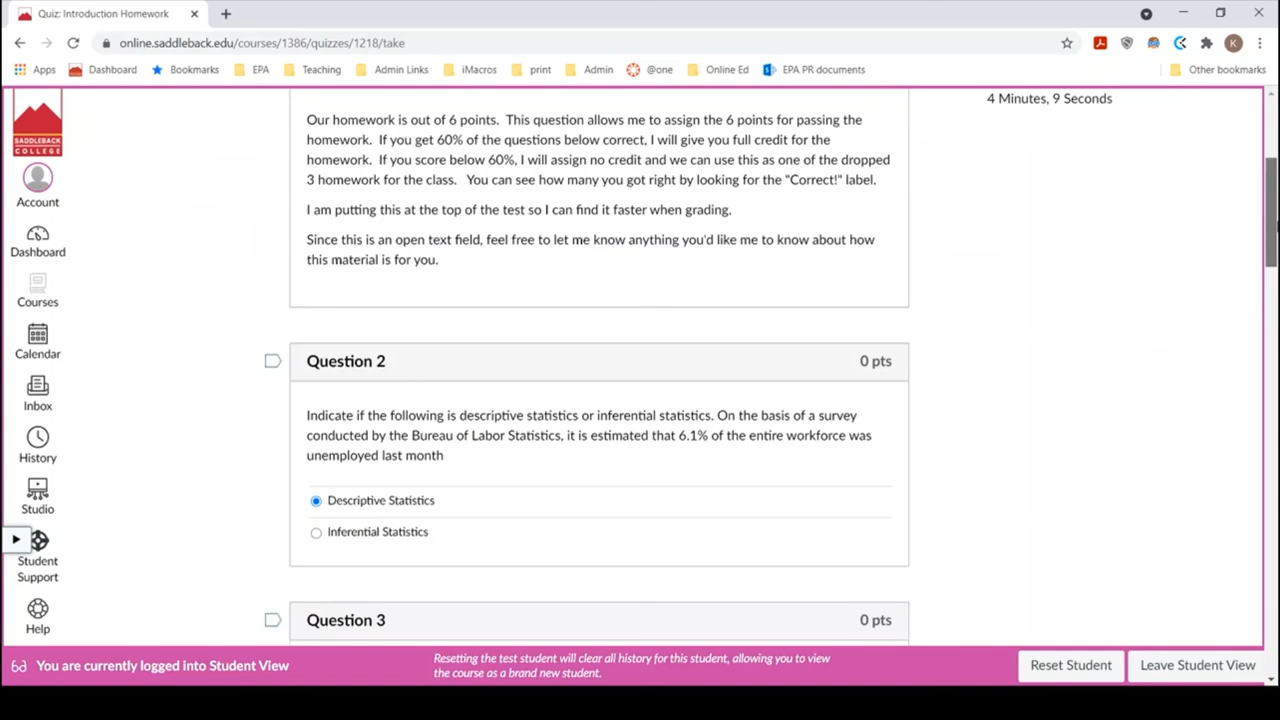 Quiz: Introduction Homework
online.saddleback.edu/courses/1386/quizzes/1218/take
K
Apps Dashboard Bookmarks EPA Teaching Admin Links iMacros print Admin @one Online Ed EPA PR documents Other bookmarks
SADDLEBACK
COLLEGE
Account
Dashboard
Courses
Calendar
Inbox
History
Studio
Student
Support
Help
4 Minutes, 9 Seconds
Our homework is out of 6 points. This question allows me to assign the 6 points for passing the
homework. If you get 60% of the questions below correct, I will give you full credit for the
homework. If you score below 60%, I will assign no credit and we can use this as one of the dropped
3 homework for the class. You can see how many you got right by looking for the "Correct!" label.
I am putting this at the top of the test so I can find it faster when grading.
Since this is an open text field, feel free to let me know anything you'd like me to know about how
this material is for you.
Question 2 0 pts
Indicate if the following is descriptive statistics or inferential statistics. On the basis of a survey
conducted by the Bureau of Labor Statistics, it is estimated that 6.1% of the entire workforce was
unemployed last month
Descriptive Statistics
Inferential Statistics
Question 3 0 pts
You are currently logged into Student View
Resetting the test student will clear all history for this student, allowing you to view
the course as a brand new student.
Reset Student
Leave Student View